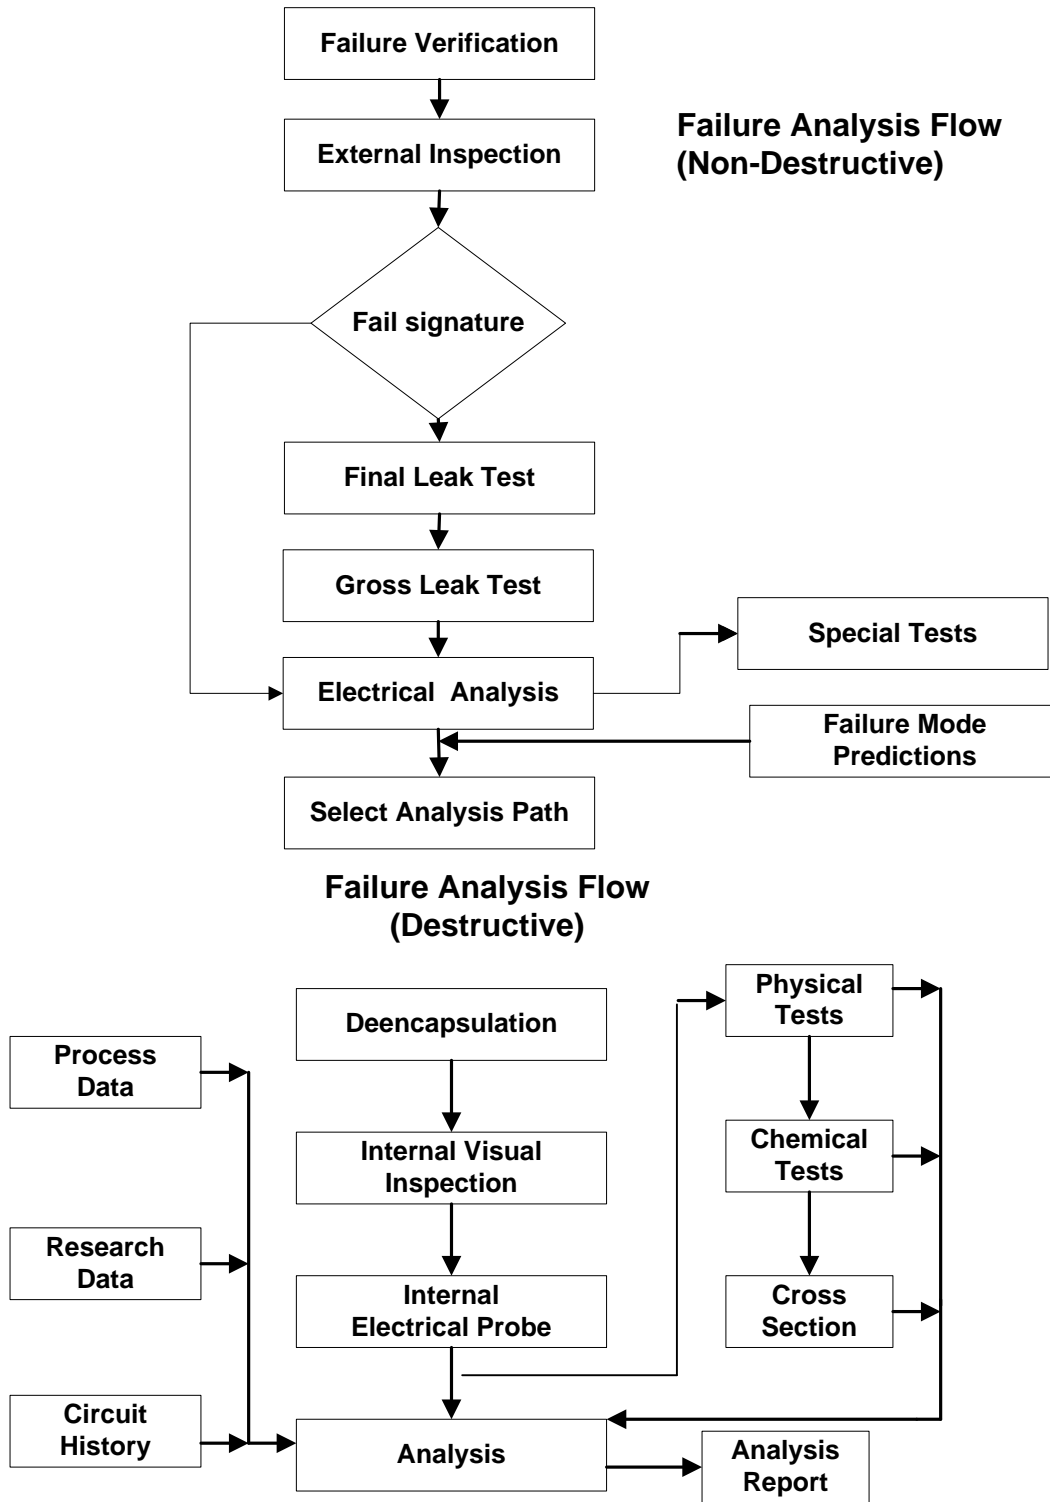 Failure Verification
External Inspection
Failure Analysis Flow
(Non-Destructive)
Fail signature
Final Leak Test
Gross Leak Test
Special Tests
Electrical Analysis
Failure Mode
Predictions
Select Analysis Path
Failure Analysis Flow
(Destructive)
Deencapsulation
Physical
Tests
Process
Data
Internal Visual
Inspection
Chemical
Tests
Research
Data
Internal
Electrical Probe
Cross
Section
Circuit
History
Analysis
Analysis
Report